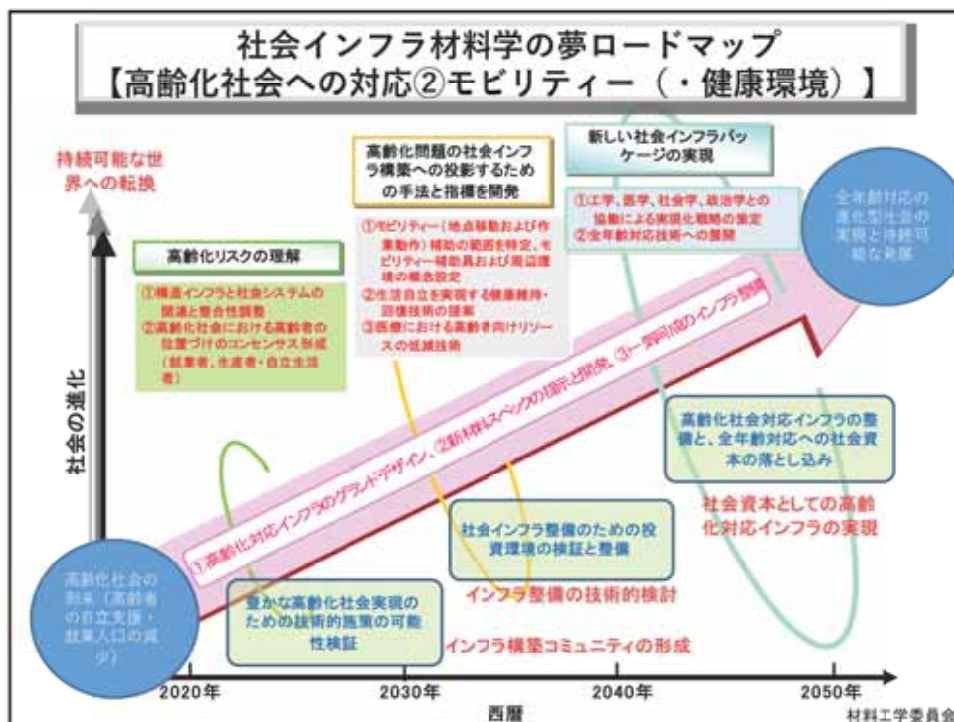 社会インフラ材料学の夢ロードマップ
【高齢化社会への対応②モビリティー（・健康環境）】
持続可能な世
界への転換
高齢化リスクの理解
①構造インフラと社会システムの
関連と整合性調整
②高齢化社会における高齢者の
位置づけのコンセンサス形成
（就業者、生産者・自立生活
者）
高齢化問題の社会インフ
ラ構築への投影するため
の手法と指標を開発
①モビリティー（地点移動および作
業動作）補助の範囲を特定、モ
ビリティー補助具および周辺環
境の概念設定
②生活自立を実現する健康維持・
回復技術の提案
③医療における高齢者向けリソー
スの低減技術
新しい社会インフラパッ
ケージの実現
①工学、医学、社会学、政治学との
協働による実現化戦略の策定
②全年齢対応技術への展開
全年齢対応の
進化型社会の
実現と持続可
能な発展
社会の進化
①高齢化対応インフラのグランドデザイン、②新材料スペックの提示と開発、③一気呵成のインフラ整備
高齢化社会対応インフラの整
備と、全年齢対応への社会資
本の落とし込み
社会資本としての高齢
化対応インフラの実現
社会インフラ整備のための投
資環境の検証と整備
インフラ整備の技術的検討
高齢化社会の
到来（高齢者
の自立支援・
就業人口の減
少）
豊かな高齢化社会実現の
ための技術的施策の可能
性検証
インフラ構築コミュニティの形成
2020年
2030年
2040年
2050年
西暦
材料工学委員会